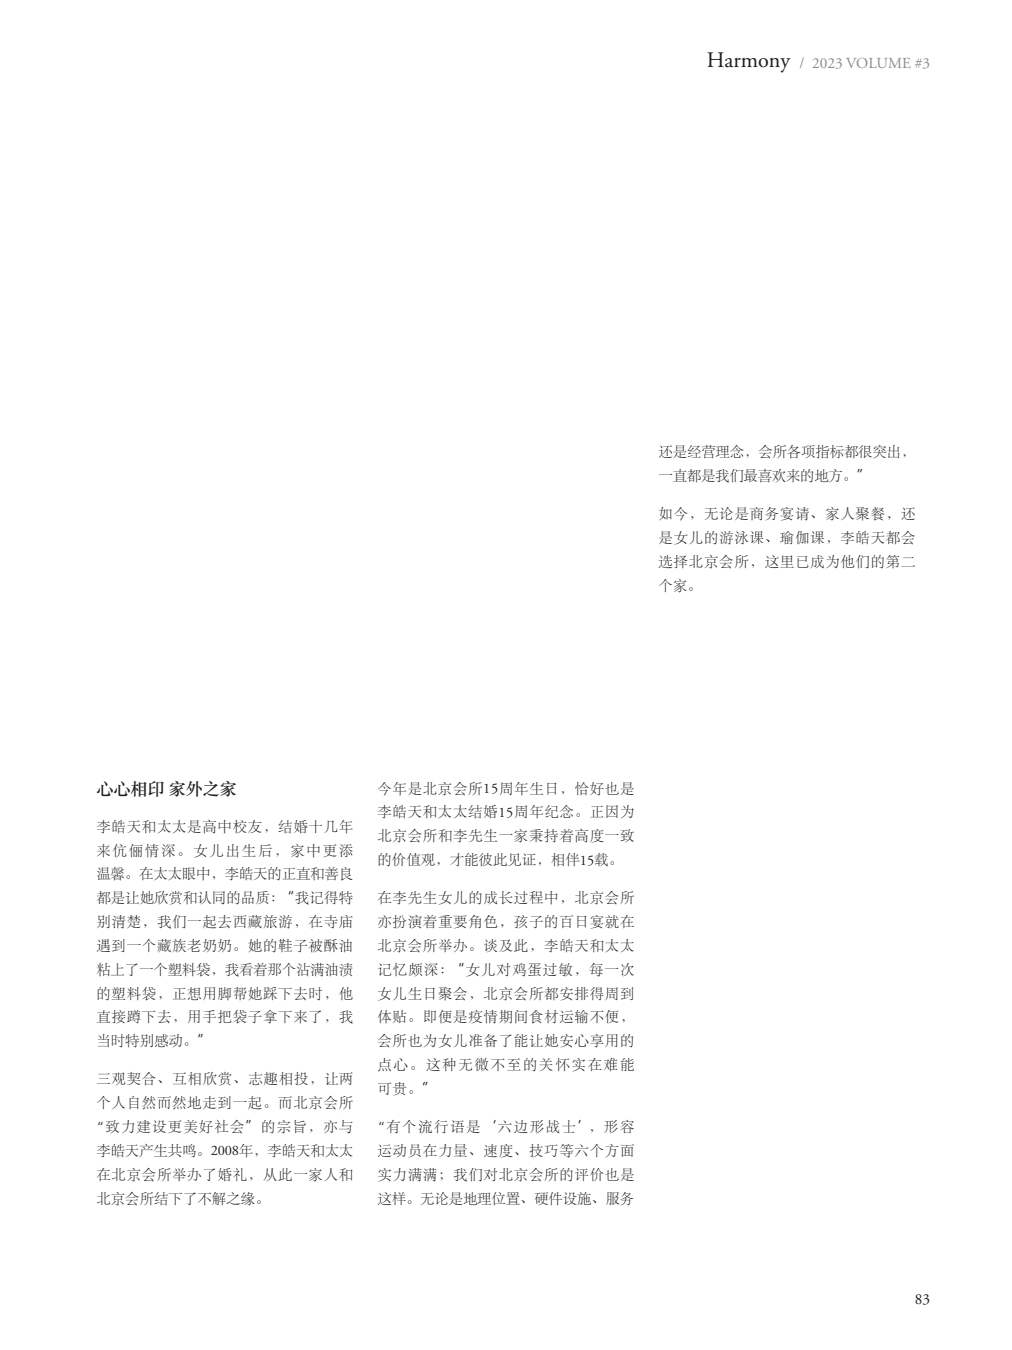 Harmony / 2023 VOLUME #3
心心相印 家外之家
李皓天和太太是高中校友，结婚十几年
来伉俪情深。女儿出生后，家中更添
温馨。在太太眼中，李皓天的正直和善良
都是让她欣赏和认同的品质：“我记得特
别清楚，我们一起去西藏旅游，在寺庙
遇到一个藏族老奶奶。她的鞋子被酥油
粘上了一个塑料袋，我看着那个沾满油渍
的塑料袋，正想用脚帮她踩下去时，他
直接蹲下去，用手把袋子拿下来了，我
当时特别感动。”
三观契合、互相欣赏、志趣相投，让两
个人自然而然地走到一起。而北京会所
“致力建设更美好社会”的宗旨，亦与
李皓天产生共鸣。2008年，李皓天和太太
在北京会所举办了婚礼，从此一家人和
北京会所结下了不解之缘。
今年是北京会所15周年生日，恰好也是
李皓天和太太结婚15周年纪念。正因为
北京会所和李先生一家秉持着高度一致
的价值观，才能彼此见证，相伴15载。
在李先生女儿的成长过程中，北京会所
亦扮演着重要角色，孩子的百日宴就在
北京会所举办。谈及此，李皓天和太太
记忆颇深：“女儿对鸡蛋过敏，每一次
女儿生日聚会，北京会所都安排得周到
体贴。即便是疫情期间食材运输不便，
会所也为女儿准备了能让她安心享用的
点心。这种无微不至的关怀实在难能
可贵。”
“有个流行语是‘六边形战士’，形容
运动员在力量、速度、技巧等六个方面
实力满满；我们对北京会所的评价也是
这样。无论是地理位置、硬件设施、服务
还是经营理念，会所各项指标都很突出，
一直都是我们最喜欢来的地方。”
如今，无论是商务宴请、家人聚餐，还
是女儿的游泳课、瑜伽课，李皓天都会
选择北京会所，这里已成为他们的第二
个家。
83